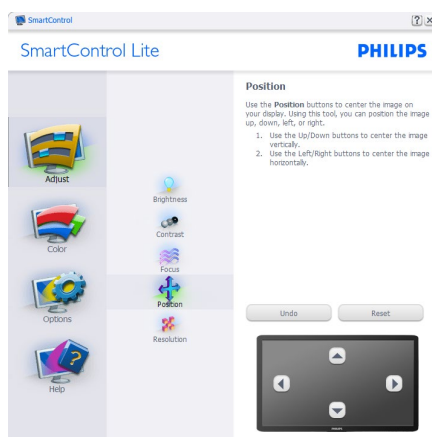 SmartControl
SmartControl Lite
PHILIPS
Adjust
Color
Options
Help
Brightness
Contrast
Focus
Position
Resolution
Position
Use the Position buttons to center the image on
your display. Using this tool, you can position the image
up, down, left, or right.
1. Use the Up/Down buttons to center the image
vertically.
2. Use the Left/Right buttons to center the image
horizontally.
Undo
Reset
PHILIPS